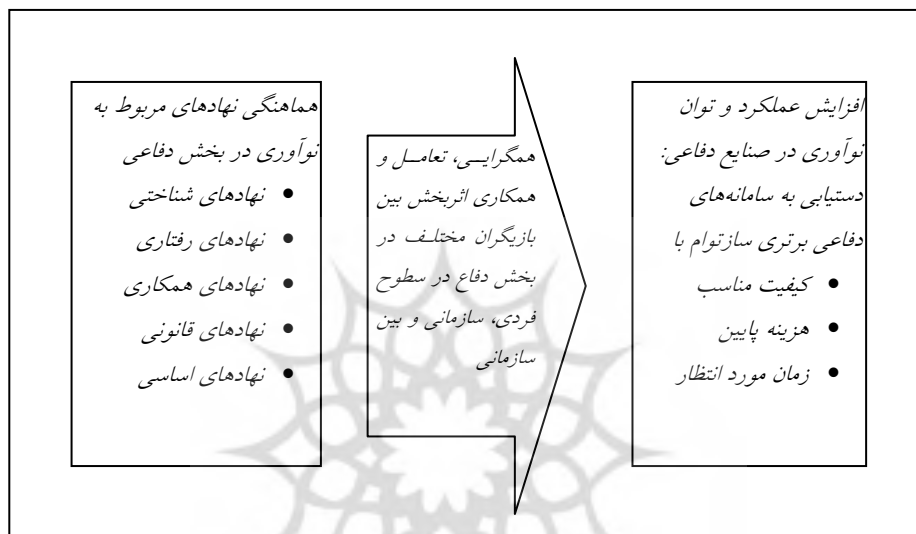 هماهنگی نهادهای مربوط به
نوآوری در بخش دفاعی
● نهادهای شناختی
● نهادهای رفتاری
● نهادهای همکاری
● نهادهای قانونی
● نهادهای اساسی
همگرایی، تعامل و
همکاری اثربخش بین
بازیگران مختلف در
بخش دفاع در سطوح
فردی، سازمانی و بین
سازمانی
افزایش عملکرد و توان
نوآوری در صنایع دفاعی:
دستیابی به سامانه‌های
دفاعی برتری سازتوام با
● کیفیت مناسب
● هزینه پایین
● زمان مورد انتظار